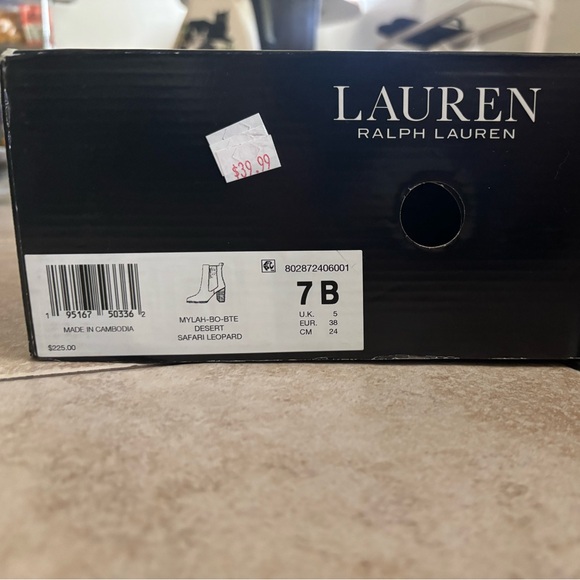 LAUREN
RALPH LAUREN
$39.99
802872406001
7 B
U.K. 5
EUR. 38
CM 24
1 95167 50336 2
MADE IN CAMBODIA
$225.00
MYLAH-BO-BTE
DESERT
SAFARI LEOPARD